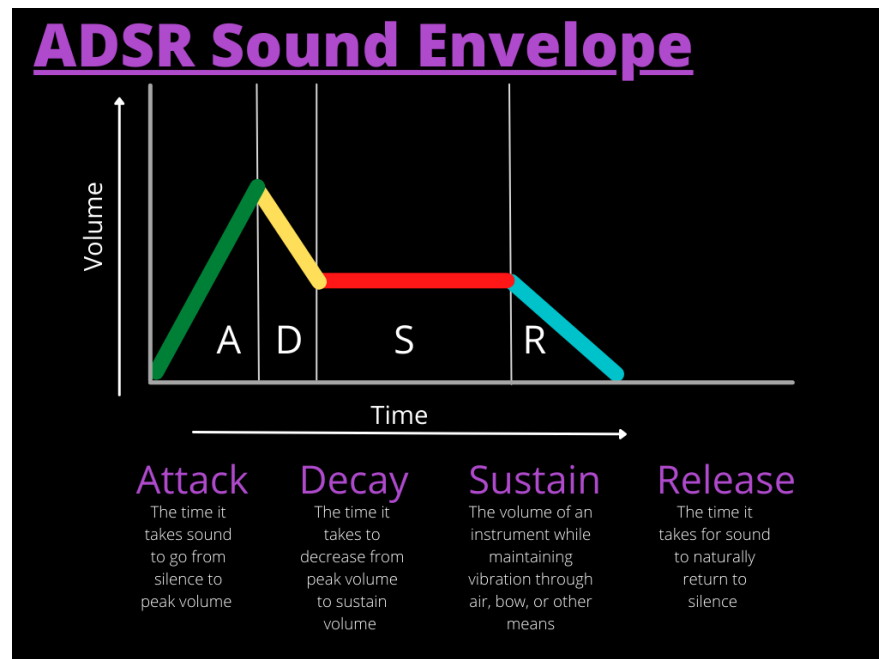 ADSR Sound Envelope
Volume
A D S R
Time
Attack
The time it
takes sound
to go from
silence to
peak volume
Decay
The time it
takes to
decrease from
peak volume
to sustain
volume
Sustain
The volume of an
instrument while
maintaining
vibration through
air, bow, or other
means
Release
The time it
takes for sound
to naturally
return to
silence